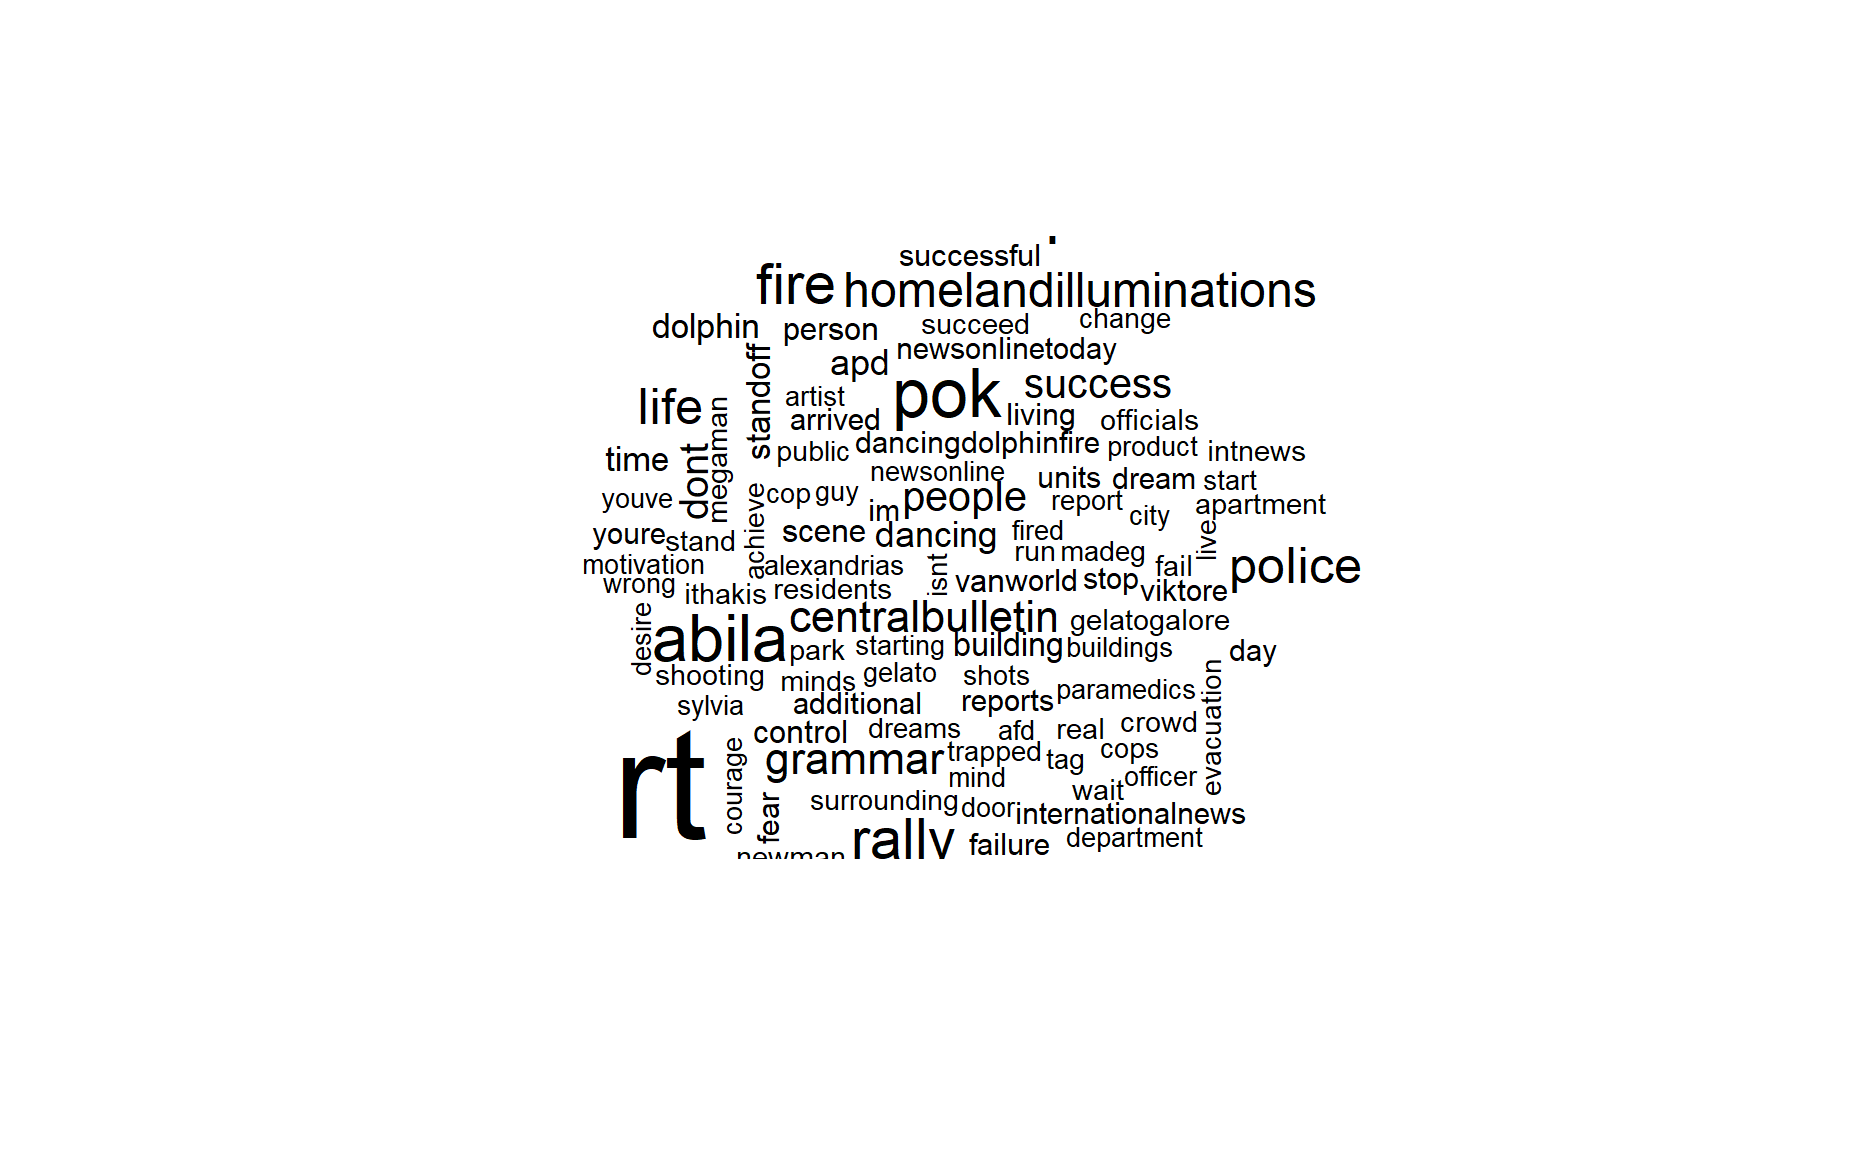 successful
fire homelandilluminations
dolphin person succeed change
apd newsonlinetoday
standoff
life artist pok success
megaman arrived living officials
time dont public dancingdolphinfire product intnews
newsonline units dream start
youve achieve cop guy im people report city apartment
youre stand scene dancing fired live
motivation alexandrias isnt run madeg fail police
wrong ithakis residents vanworld stop viktore
desire abila centralbulletin gelatogalore
park starting building buildings day
shooting minds gelato shots paramedics evacuation
sylvia additional reports
rt courage control dreams afd real crowd
grammar trapped tag cops
mind wait officer
fear surrounding door internationalnews
newman rally failure department